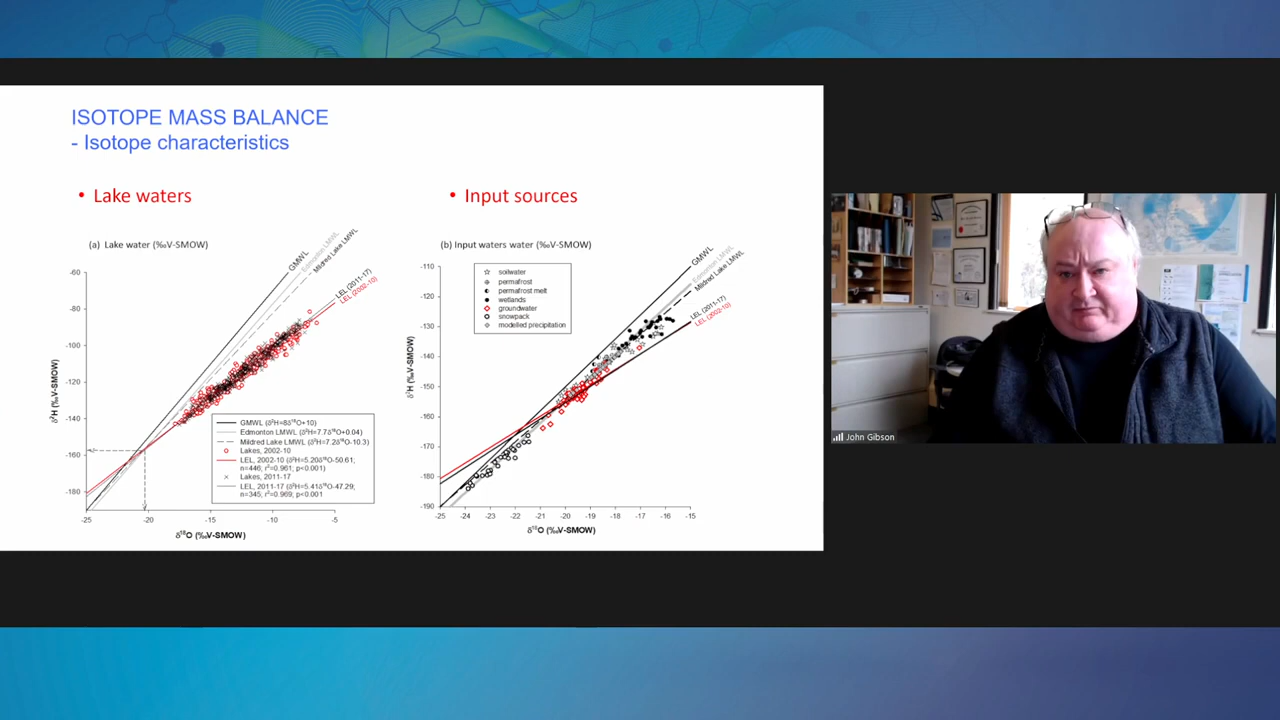 ISOTOPE MASS BALANCE
- Isotope characteristics
• Lake waters
(a) Lake water (‰V-SMOW)
GMWL
Edmonton LMWL
Mildred Lake LMWL
LEL (2011-17)
LEL (2002-10)
-60
-80
-100
-120
-140
-160
-180
δ²H (‰V-SMOW)
GMWL (δ²H=8δ¹⁸O+10)
Edmonton LMWL (δ²H=7.7δ¹⁸O+0.04)
Mildred Lake LMWL (δ²H=7.2δ¹⁸O-10.3)
Lakes, 2002-10
LEL, 2002-10 (δ²H=5.20δ¹⁸O-50.61;
n=446, r²=0.961; p<0.001)
Lakes, 2011-17
LEL, 2011-17 (δ²H=5.41δ¹⁸O-47.29;
n=345; r²=0.969; p<0.001
-25 -20 -15 -10 -5
δ¹⁸O (‰V-SMOW)
• Input sources
(b) Input waters water (‰V-SMOW)
GMWL
Edmonton LMWL
Mildred Lake LMWL
LEL (2011-17)
LEL (2002-10)
soilwater
permafrost
permafrost melt
wetlands
groundwater
snowpack
modelled precipitation
-110
-120
-130
-140
-150
-160
-170
-180
-190
δ²H (‰V-SMOW)
-25 -24 -23 -22 -21 -20 -19 -18 -17 -16 -15
δ¹⁸O (‰V-SMOW)
John Gibson